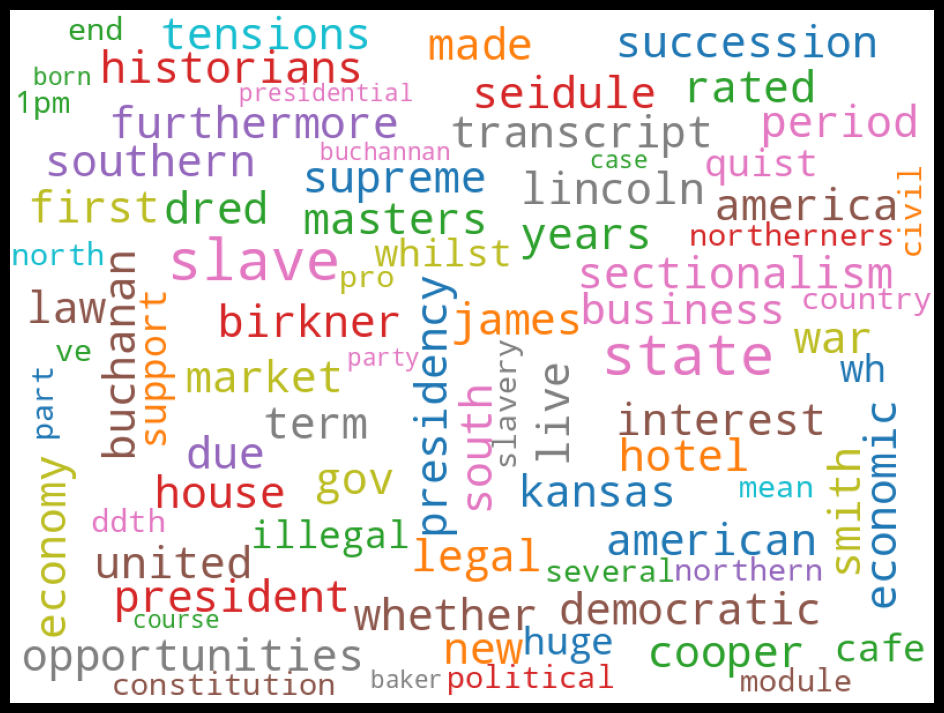 end tensions made succession
born historians
1pm presidential seidule rated
furthermore transcript period
southern buchannan case quist
supreme lincoln civil
first dred masters america
years northerners
north slave whilst
pro sectionalism
buchanan law support business country
birkner presidency james
ve party slavery state war
part market live wh
term south interest
due hotel economic
economy house gov kansas mean smith
ddth illegal american
united legal several northern
president whether democratic
course
opportunities new huge cooper cafe
constitution baker political module